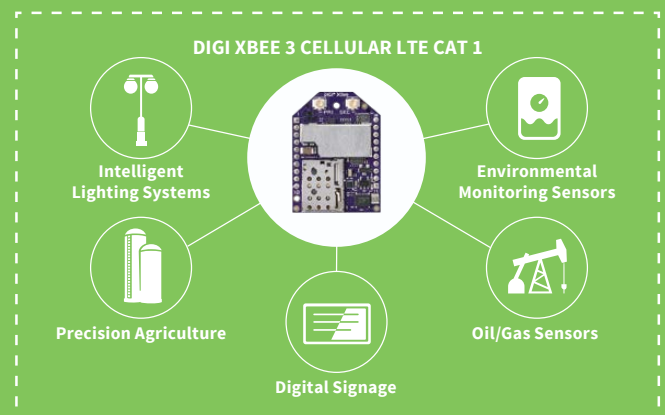 DIGI XBEE 3 CELLULAR LTE CAT 1
Intelligent
Lighting Systems
Environmental
Monitoring Sensors
Precision Agriculture
Oil/Gas Sensors
Digital Signage